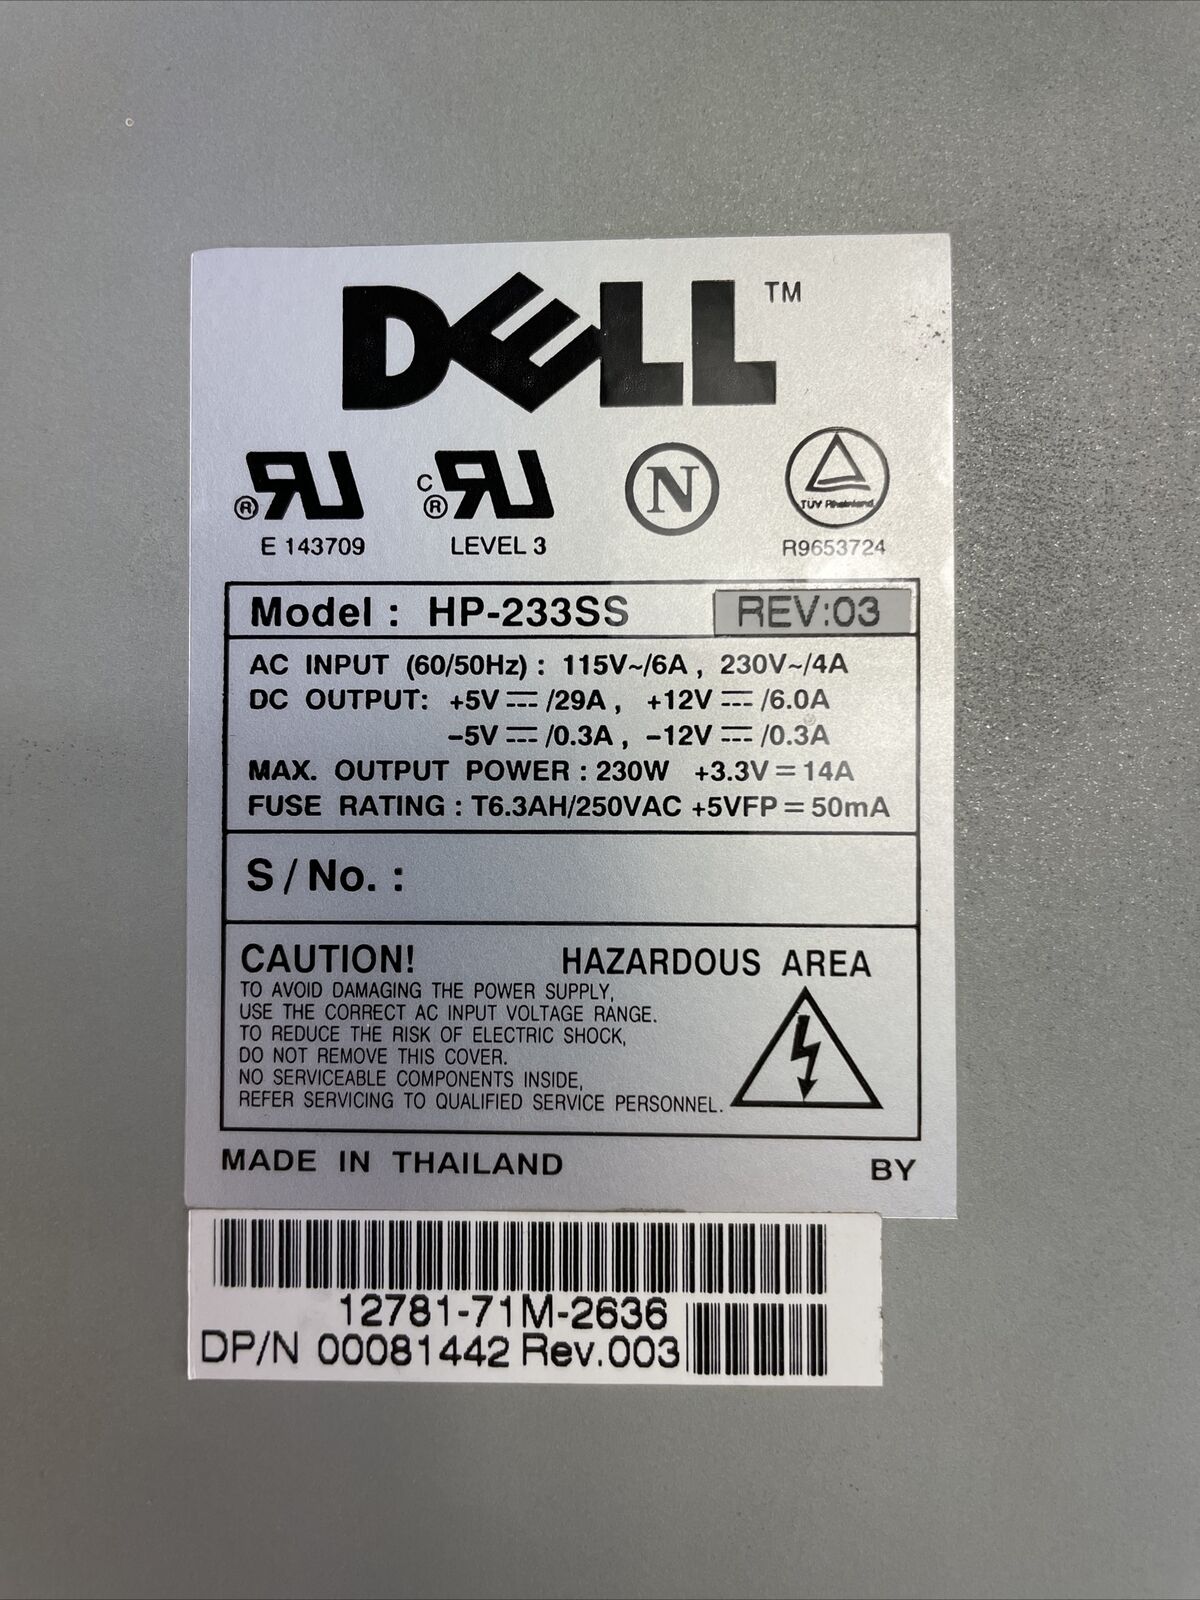 DELL™
® RU C ® RU N TÜV Rheinland
E 143709 LEVEL 3 R9653724
Model : HP-233SS REV:03
AC INPUT (60/50Hz) : 115V~/6A , 230V~/4A
DC OUTPUT: +5V ⎓ /29A , +12V ⎓ /6.0A
−5V ⎓ /0.3A , −12V ⎓ /0.3A
MAX. OUTPUT POWER : 230W +3.3V = 14A
FUSE RATING : T6.3AH/250VAC +5VFP = 50mA
S / No. :
CAUTION! HAZARDOUS AREA
TO AVOID DAMAGING THE POWER SUPPLY,
USE THE CORRECT AC INPUT VOLTAGE RANGE.
TO REDUCE THE RISK OF ELECTRIC SHOCK,
DO NOT REMOVE THIS COVER.
NO SERVICEABLE COMPONENTS INSIDE,
REFER SERVICING TO QUALIFIED SERVICE PERSONNEL.
MADE IN THAILAND BY
12781-71M-2636
DP/N 00081442 Rev.003